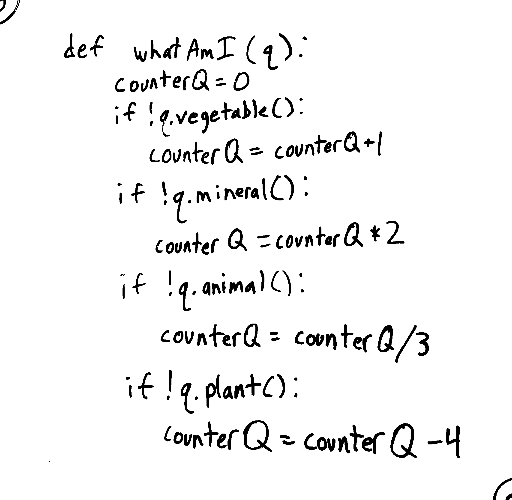 def whatAmI(q):
counterQ = 0
if !q.vegetable():
counterQ = counterQ+1
if !q.mineral():
counterQ = counterQ*2
if !q.animal():
counterQ = counterQ/3
if !q.plant():
counterQ = counterQ-4